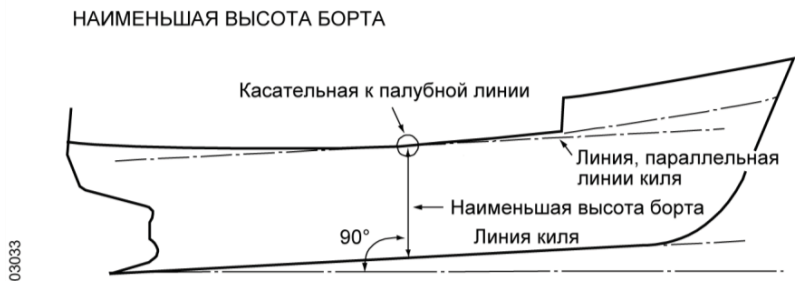 НАИМЕНЬШАЯ ВЫСОТА БОРТА
Касательная к палубной линии
Линия, параллельная
линии киля
Наименьшая высота борта
90°
Линия киля
03033